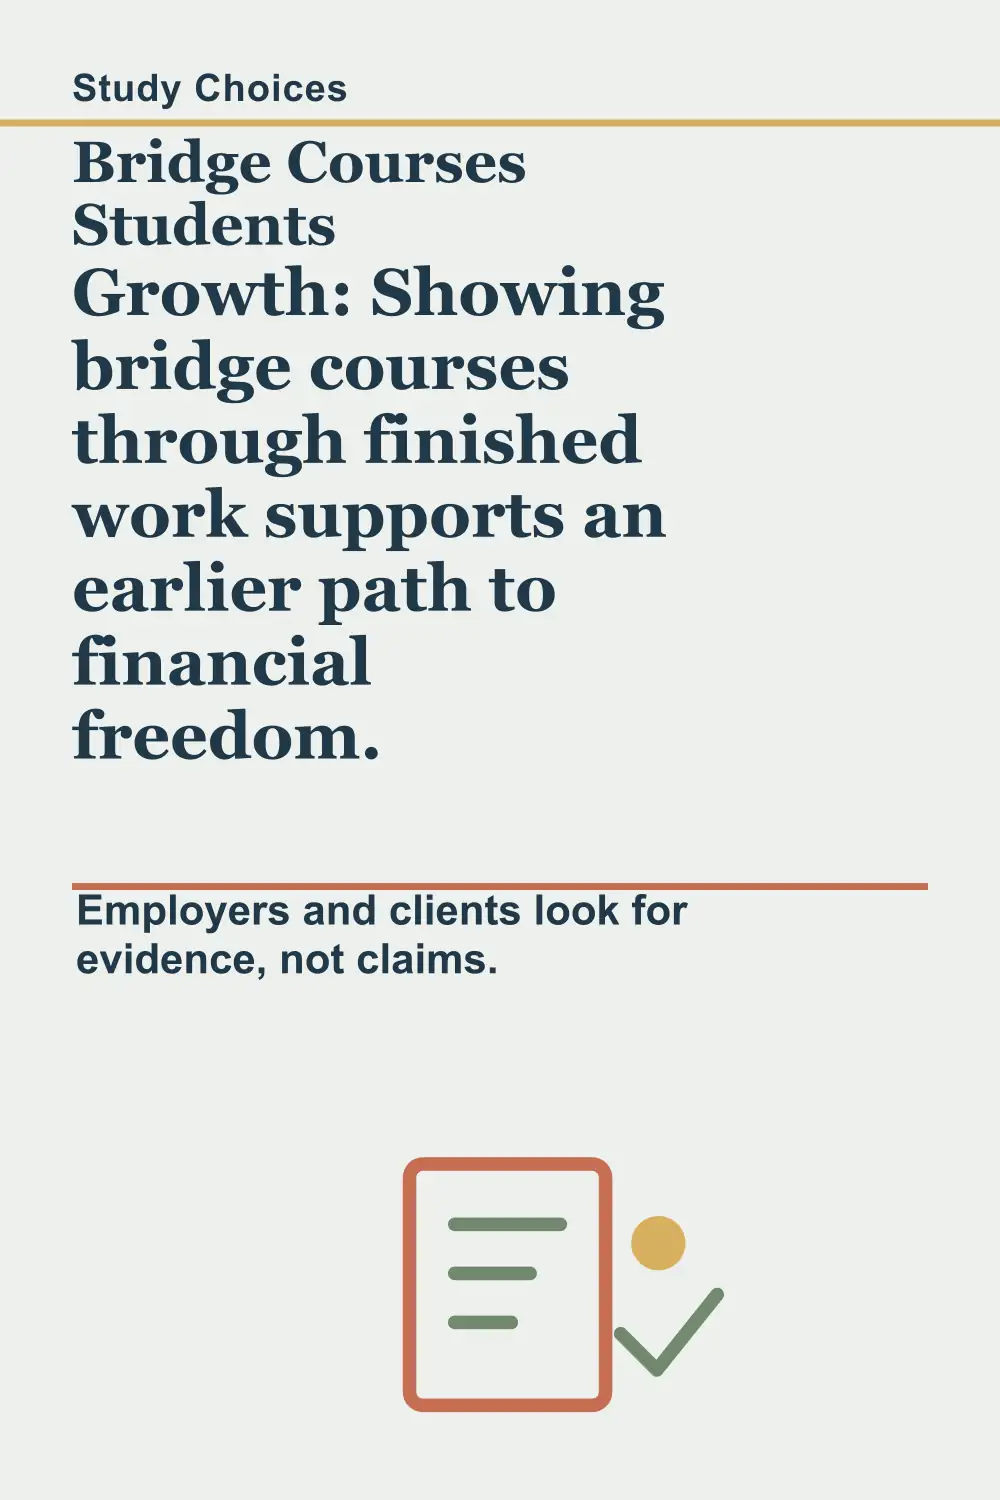 Study Choices
Bridge Courses
Students
Growth: Showing
bridge courses
through finished
work supports an
earlier path to
financial
freedom.
Employers and clients look for
evidence, not claims.